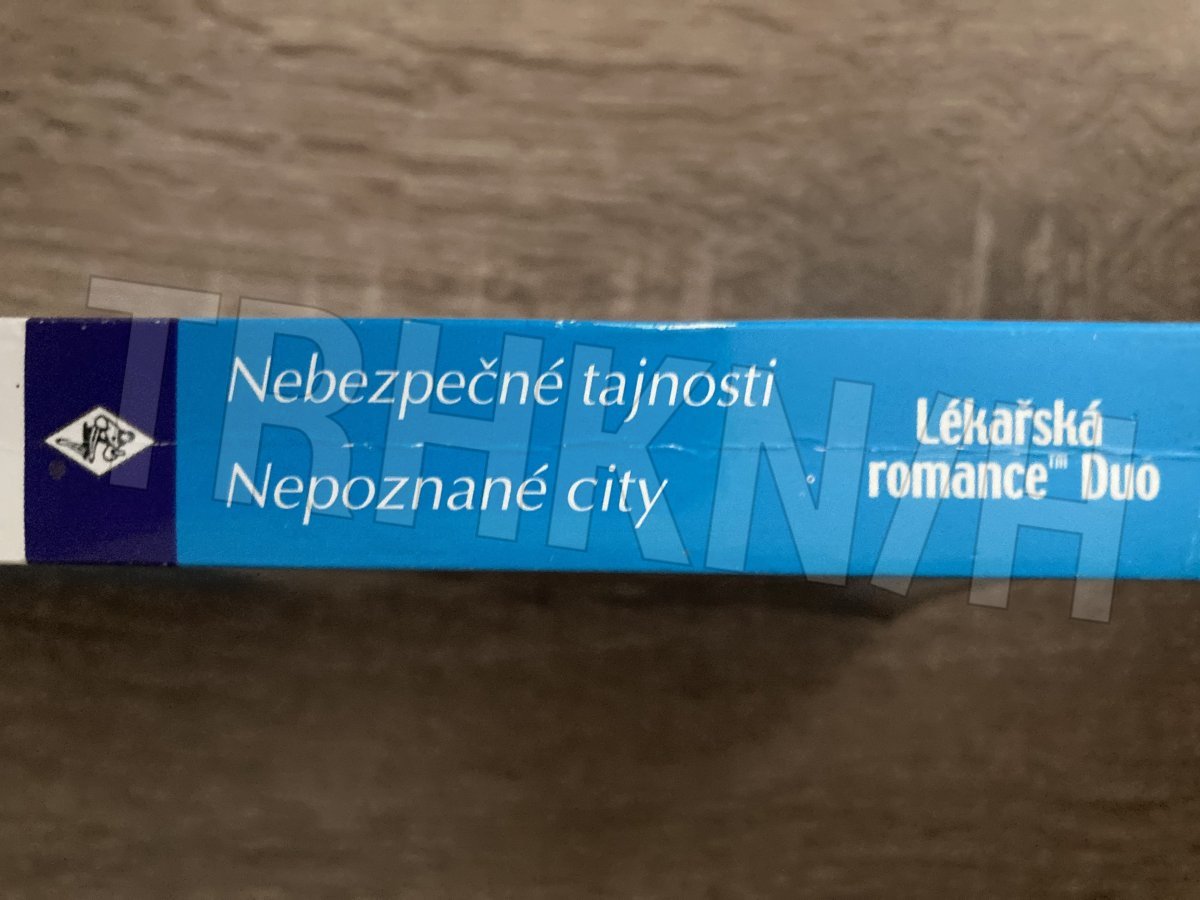 Nebezpečné tajnosti
Nepoznané city
Lékařská
romance™ Duo
TRHKNIH